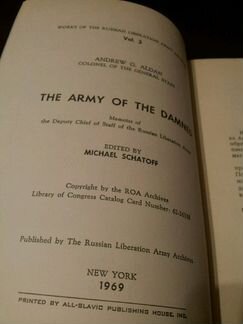 WORKS OF THE RUSSIAN LIBERATION ARMY
Vol. 3
ANDREW G. ALDAN
COLONEL OF THE GENERAL STAFF
THE ARMY OF THE DAMNED
Memories of
the Deputy Chief of Staff of the Russian Liberation Army
EDITED BY
MICHAEL SCHATOFF
Copyright by the ROA Archives
Library of Congress Catalog Card Number:
Published by The Russian Liberation Army Archives
NEW YORK
1969
PRINTED BY ALL-SLAVIC PUBLISHING HOUSE, INC.